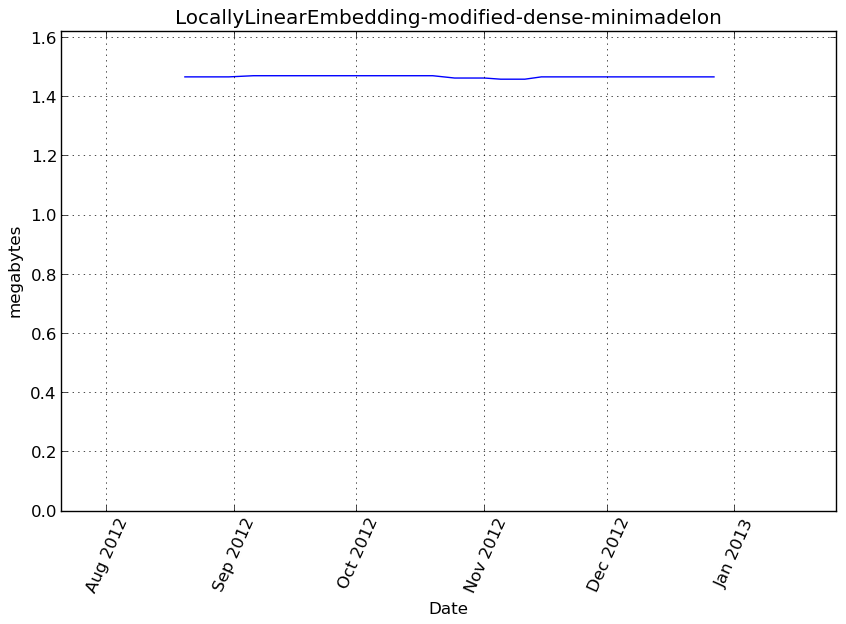 LocallyLinearEmbedding-modified-dense-minimadelon
1.6
1.4
1.2
1.0
0.8
0.6
0.4
0.2
0.0
megabytes
Aug 2012
Sep 2012
Oct 2012
Nov 2012
Dec 2012
Jan 2013
Date